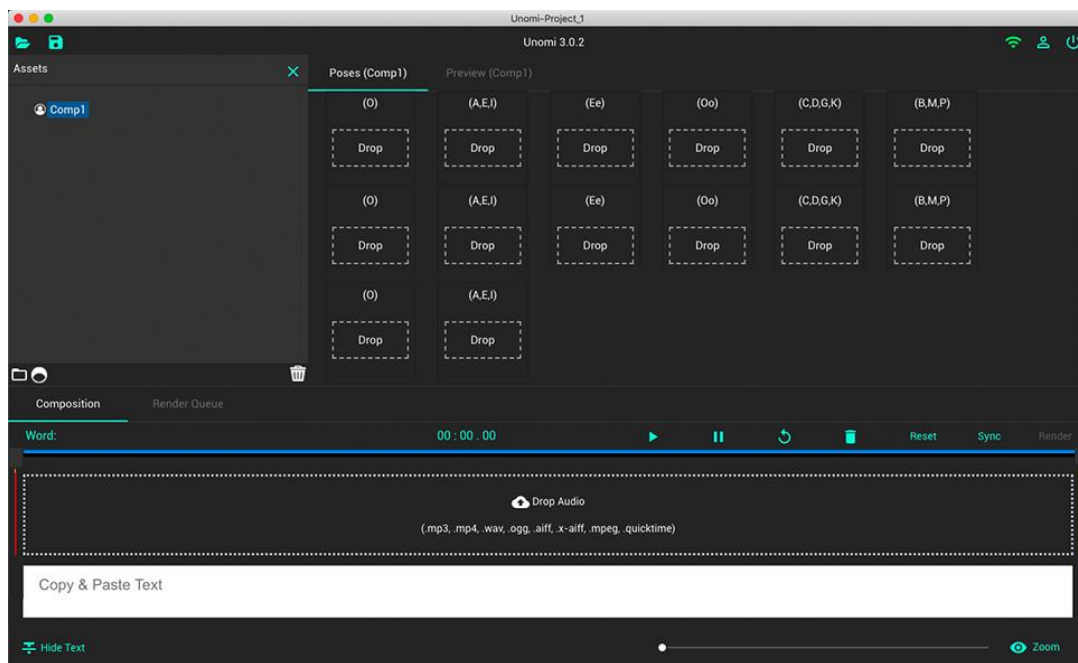 Unomi-Project_1
Unomi 3.0.2
Assets
Poses (Comp1) Preview (Comp1)
Comp1
(O) (A,E,I) (Ee) (Oo) (C,D,G,K) (B,M,P)
Drop Drop Drop Drop Drop Drop
(O) (A,E,I) (Ee) (Oo) (C,D,G,K) (B,M,P)
Drop Drop Drop Drop Drop Drop
(O) (A,E,I)
Drop Drop
Composition Render Queue
Word: 00 : 00 . 00 Reset Sync Render
Drop Audio
(.mp3, .mp4, .wav, .ogg, .aiff, .x-aiff, .mpeg, .quicktime)
Copy & Paste Text
Hide Text Zoom